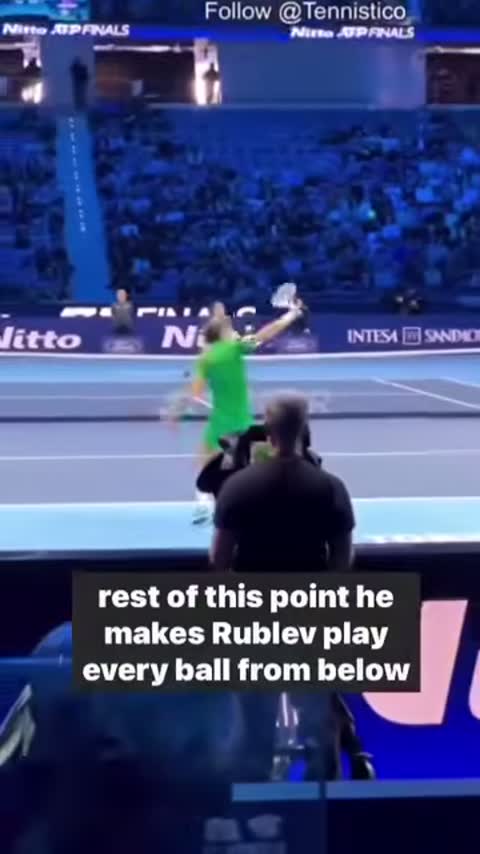 Follow @Tennistico
Nitto ATP FINALS
Nitto ATP FINALS
FINALS
Nitto
INTESA SANPAOLO
rest of this point he
makes Rublev play
every ball from below